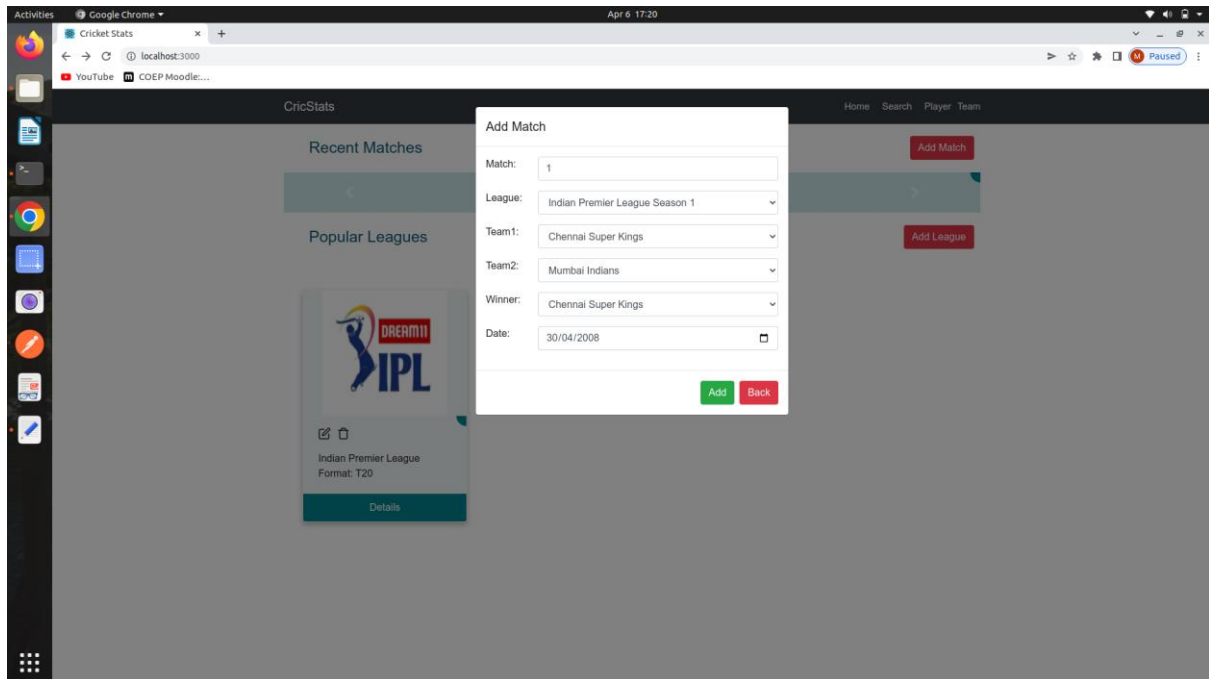 Activities Google Chrome Apr 6 17:20
Cricket Stats
localhost:3000 M Paused
YouTube m COEP Moodle:...
CricStats Home Search Player Team
Add Match
Recent Matches Add Match
Match: 1
League: Indian Premier League Season 1
Popular Leagues Team1: Chennai Super Kings Add League
Team2: Mumbai Indians
Winner: Chennai Super Kings
Date: 30/04/2008
DREAM11
IPL
Add Back
Indian Premier League
Format: T20
Details